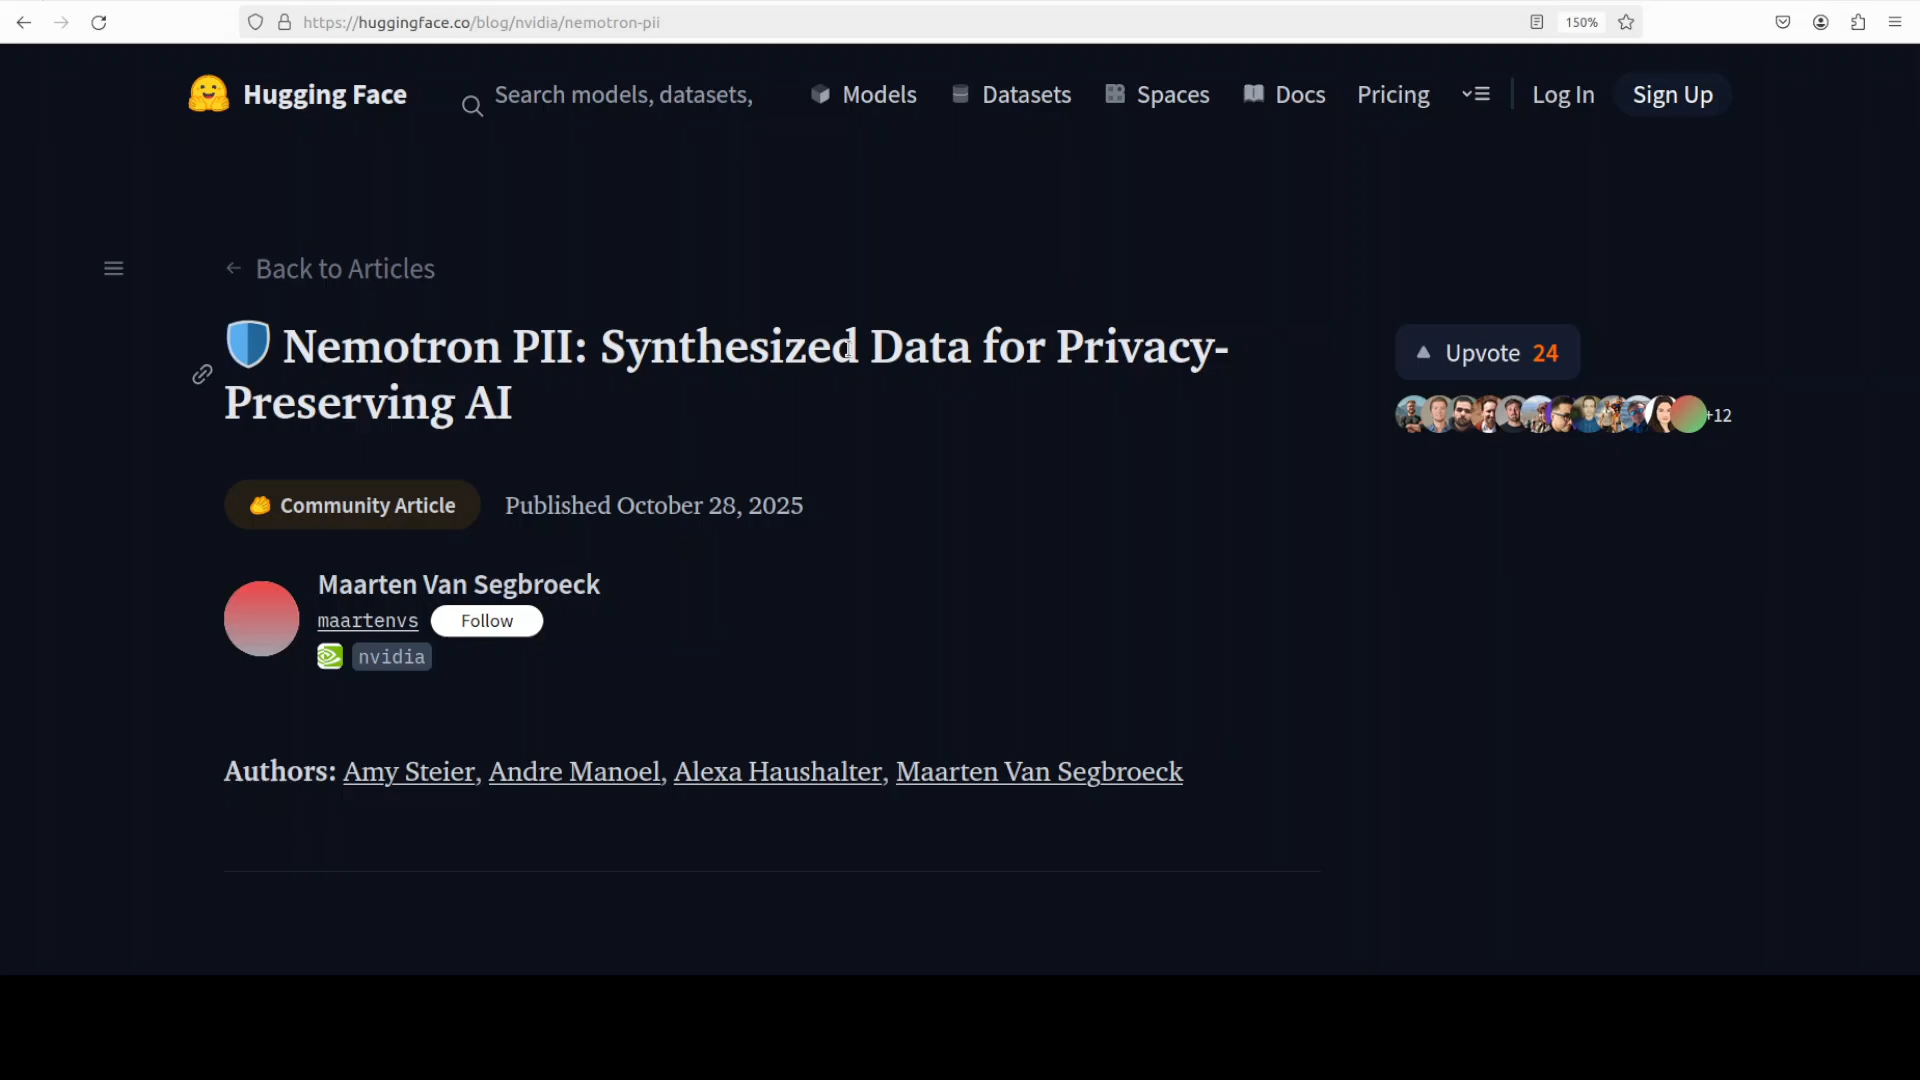 https://huggingface.co/blog/nvidia/nemotron-pii
150%
Hugging Face
Search models, datasets,
Models
Datasets
Spaces
Docs
Pricing
Log In
Sign Up
← Back to Articles
Nemotron PII: Synthesized Data for Privacy-
Preserving AI
Upvote 24
+12
Community Article
Published October 28, 2025
Maarten Van Segbroeck
maartenvs
Follow
nvidia
Authors: Amy Steier, Andre Manoel, Alexa Haushalter, Maarten Van Segbroeck